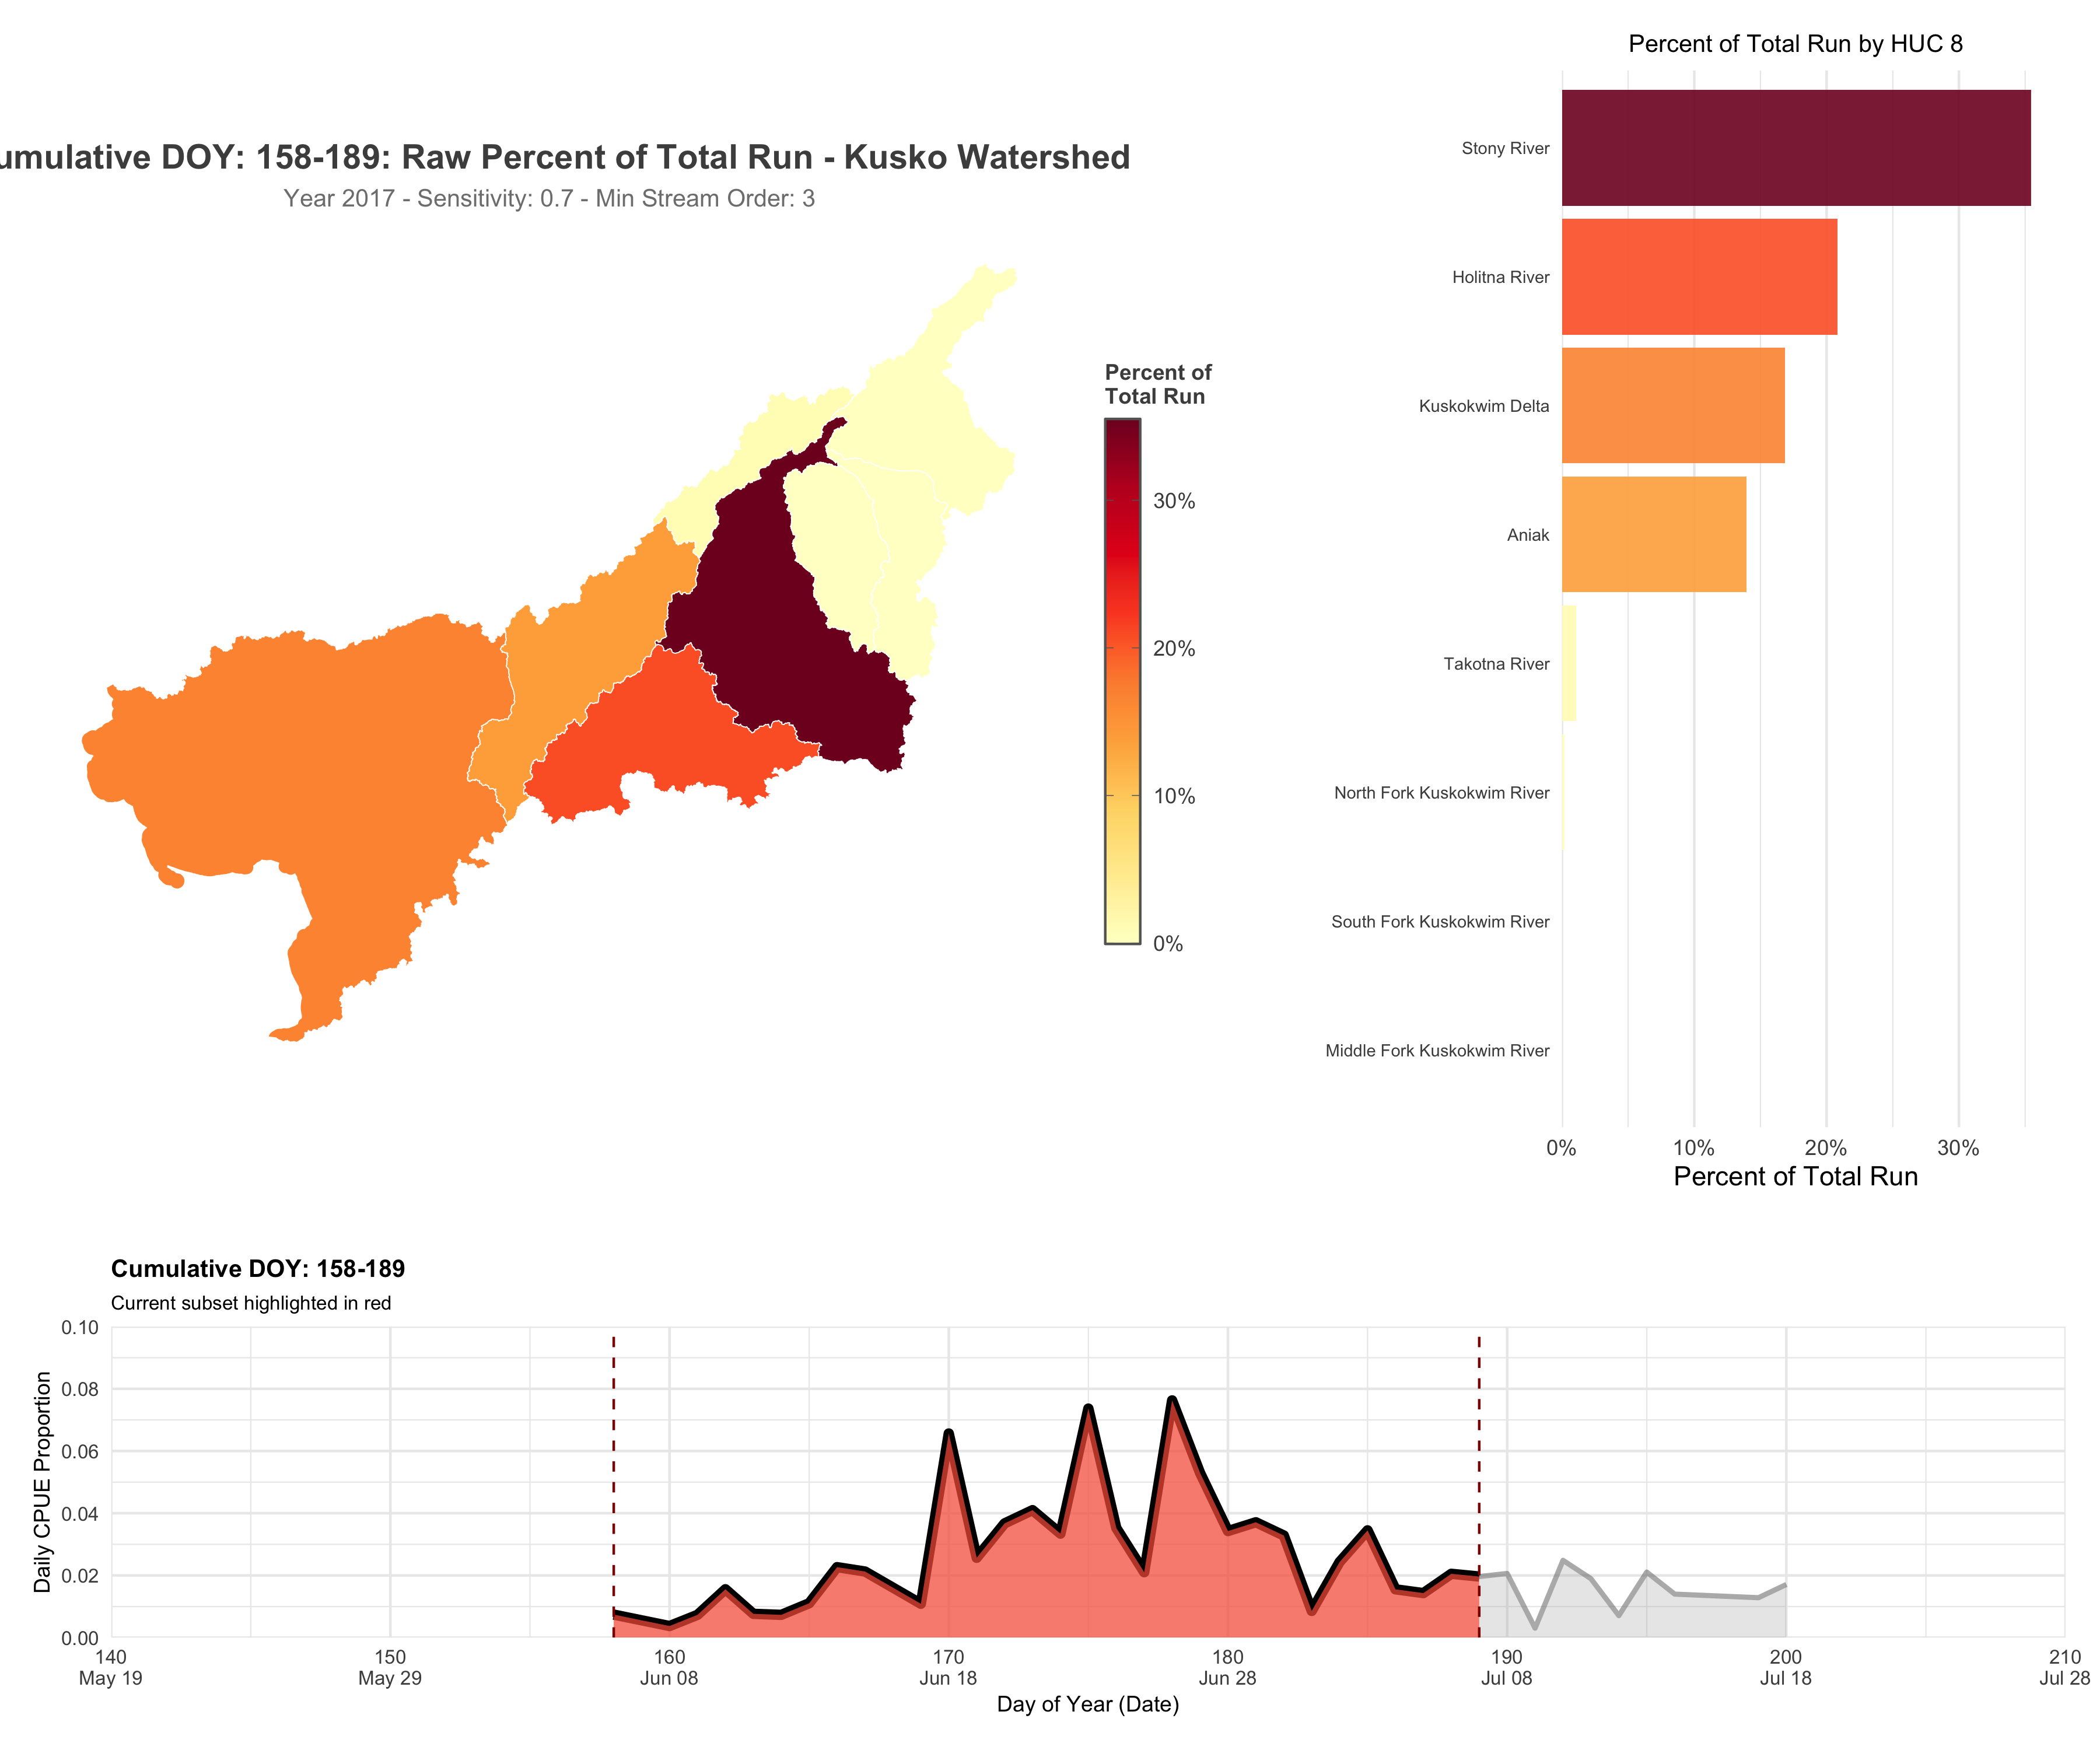 umulative DOY: 158-189: Raw Percent of Total Run - Kusko Watershed
Year 2017 - Sensitivity: 0.7 - Min Stream Order: 3
Percent of
Total Run
30%
20%
10%
0%
Percent of Total Run by HUC 8
Stony River
Holitna River
Kuskokwim Delta
Aniak
Takotna River
North Fork Kuskokwim River
South Fork Kuskokwim River
Middle Fork Kuskokwim River
0% 10% 20% 30%
Percent of Total Run
Cumulative DOY: 158-189
Current subset highlighted in red
Daily CPUE Proportion
0.10
0.08
0.06
0.04
0.02
0.00
140 150 160 170 180 190 200 210
May 19 May 29 Jun 08 Jun 18 Jun 28 Jul 08 Jul 18 Jul 28
Day of Year (Date)